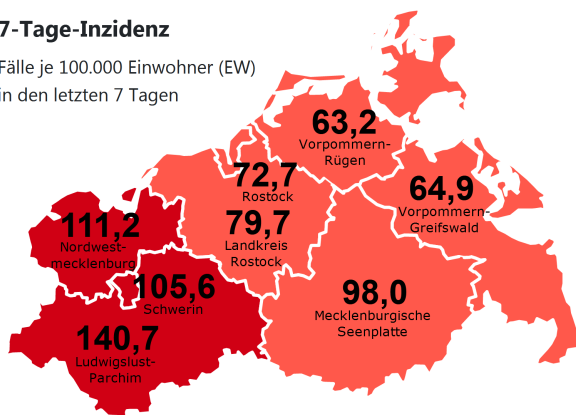 7-Tage-Inzidenz
Fälle je 100.000 Einwohner (EW)
in den letzten 7 Tagen
63,2
Vorpommern-
Rügen
72,7
Rostock
64,9
Vorpommern-
Greifswald
111,2
Nordwest-
mecklenburg
79,7
Landkreis
Rostock
105,6
Schwerin
98,0
Mecklenburgische
Seenplatte
140,7
Ludwigslust-
Parchim